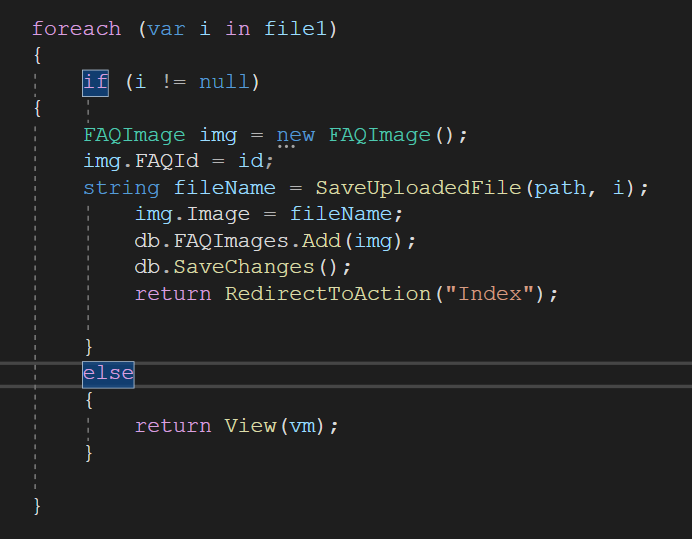 foreach (var i in file1)
{
if (i != null)
{
FAQImage img = new FAQImage();
img.FAQId = id;
string fileName = SaveUploadedFile(path, i);
img.Image = fileName;
db.FAQImages.Add(img);
db.SaveChanges();
return RedirectToAction("Index");
}
else
{
return View(vm);
}
}